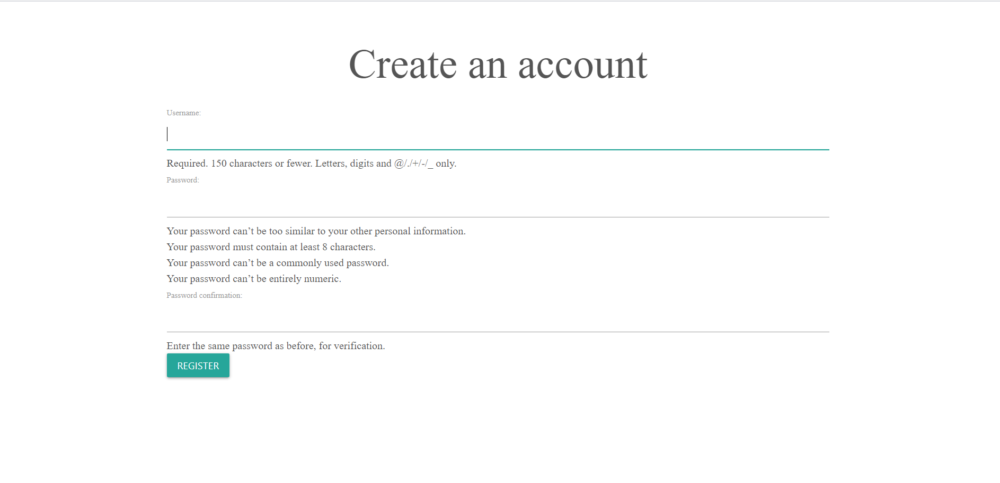 Create an account
Username:
Required. 150 characters or fewer. Letters, digits and @/./+/-/_ only.
Password:
Your password can’t be too similar to your other personal information.
Your password must contain at least 8 characters.
Your password can’t be a commonly used password.
Your password can’t be entirely numeric.
Password confirmation:
Enter the same password as before, for verification.
REGISTER